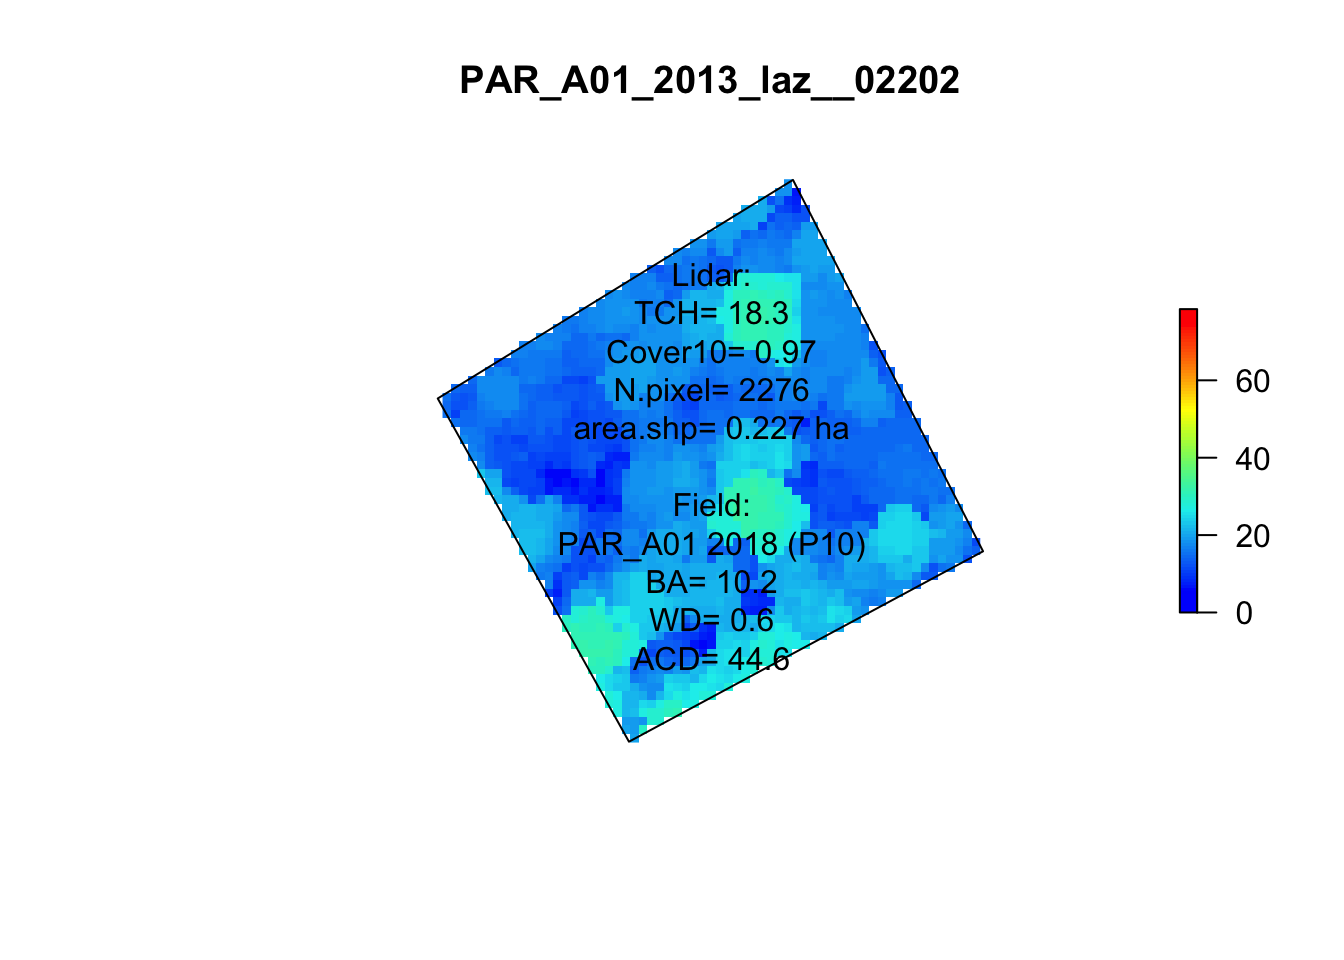 PAR_A01_2013_laz__02202
Lidar:
TCH= 18.3
Cover10= 0.97
N.pixel= 2276
area.shp= 0.227 ha
Field:
PAR_A01 2018 (P10)
BA= 10.2
WD= 0.6
ACD= 44.6
60
40
20
0